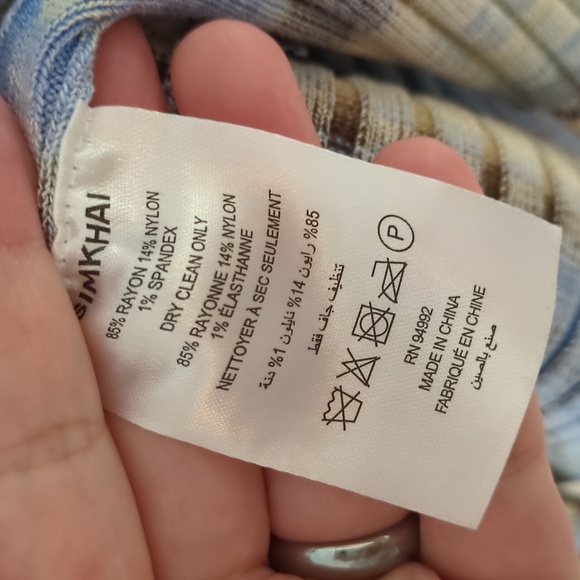 SIMKHAI
85% RAYON 14% NYLON
1% SPANDEX
DRY CLEAN ONLY
85% RAYONNE 14% NYLON
1% ÉLASTHANNE
NETTOYER À SEC SEULEMENT
85% رايون 14% نايلون 1% دنة
تنظيف جاف فقط
P
RN 94992
MADE IN CHINA
FABRIQUÉ EN CHINE
صنع بالصين